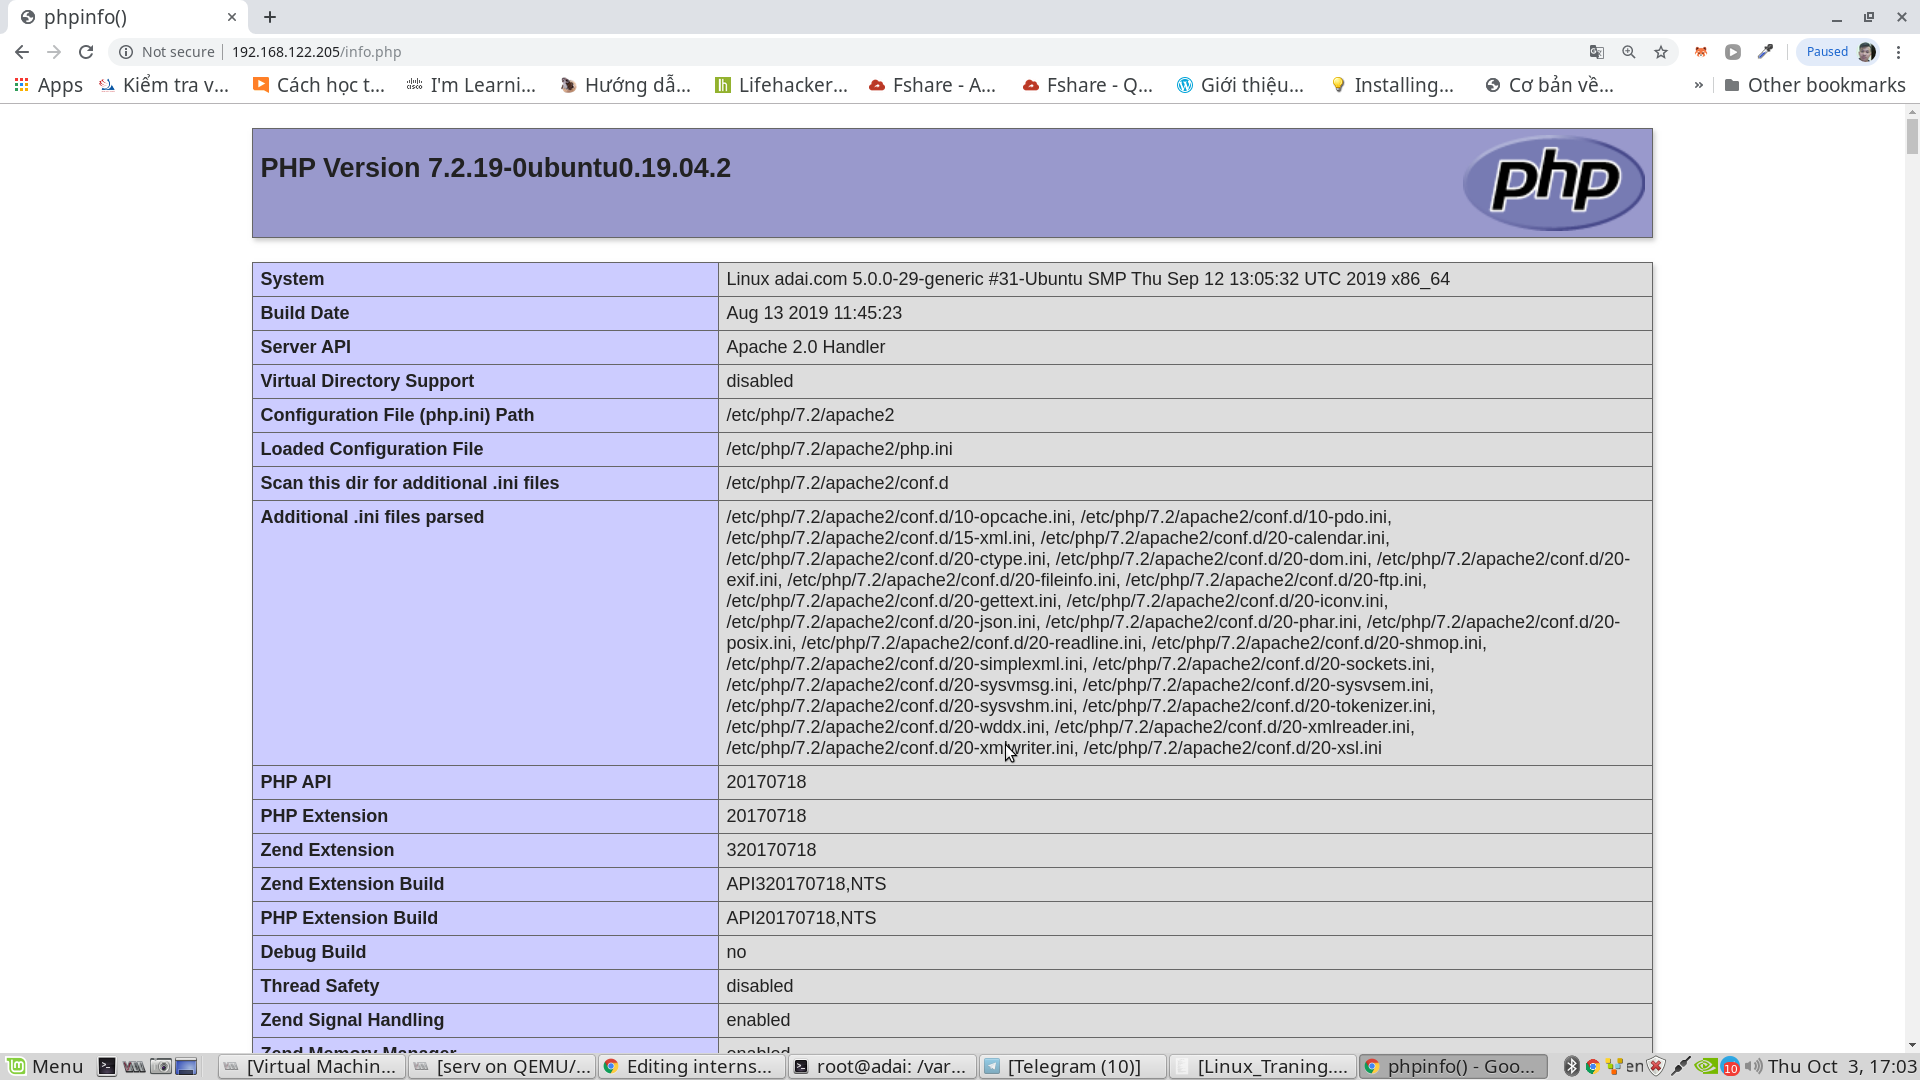 phpinfo()
Not secure 192.168.122.205/info.php
Paused
Apps Kiểm tra v... Cách học t... I'm Learni... Hướng dẫ... Lifehacker... Fshare - A... Fshare - Q... Giới thiệu... Installing... Cơ bản về... » Other bookmarks
PHP Version 7.2.19-0ubuntu0.19.04.2
php
System Linux adai.com 5.0.0-29-generic #31-Ubuntu SMP Thu Sep 12 13:05:32 UTC 2019 x86_64
Build Date Aug 13 2019 11:45:23
Server API Apache 2.0 Handler
Virtual Directory Support disabled
Configuration File (php.ini) Path /etc/php/7.2/apache2
Loaded Configuration File /etc/php/7.2/apache2/php.ini
Scan this dir for additional .ini files /etc/php/7.2/apache2/conf.d
Additional .ini files parsed /etc/php/7.2/apache2/conf.d/10-opcache.ini, /etc/php/7.2/apache2/conf.d/10-pdo.ini,
/etc/php/7.2/apache2/conf.d/15-xml.ini, /etc/php/7.2/apache2/conf.d/20-calendar.ini,
/etc/php/7.2/apache2/conf.d/20-ctype.ini, /etc/php/7.2/apache2/conf.d/20-dom.ini, /etc/php/7.2/apache2/conf.d/20-
exif.ini, /etc/php/7.2/apache2/conf.d/20-fileinfo.ini, /etc/php/7.2/apache2/conf.d/20-ftp.ini,
/etc/php/7.2/apache2/conf.d/20-gettext.ini, /etc/php/7.2/apache2/conf.d/20-iconv.ini,
/etc/php/7.2/apache2/conf.d/20-json.ini, /etc/php/7.2/apache2/conf.d/20-phar.ini, /etc/php/7.2/apache2/conf.d/20-
posix.ini, /etc/php/7.2/apache2/conf.d/20-readline.ini, /etc/php/7.2/apache2/conf.d/20-shmop.ini,
/etc/php/7.2/apache2/conf.d/20-simplexml.ini, /etc/php/7.2/apache2/conf.d/20-sockets.ini,
/etc/php/7.2/apache2/conf.d/20-sysvmsg.ini, /etc/php/7.2/apache2/conf.d/20-sysvsem.ini,
/etc/php/7.2/apache2/conf.d/20-sysvshm.ini, /etc/php/7.2/apache2/conf.d/20-tokenizer.ini,
/etc/php/7.2/apache2/conf.d/20-wddx.ini, /etc/php/7.2/apache2/conf.d/20-xmlreader.ini,
/etc/php/7.2/apache2/conf.d/20-xmlwriter.ini, /etc/php/7.2/apache2/conf.d/20-xsl.ini
PHP API 20170718
PHP Extension 20170718
Zend Extension 320170718
Zend Extension Build API320170718,NTS
PHP Extension Build API20170718,NTS
Debug Build no
Thread Safety disabled
Zend Signal Handling enabled
Zend Memory Manager enabled
Menu [Virtual Machin... [serv on QEMU/... Editing interns... root@adai: /var... [Telegram (10)] [Linux_Traning.... phpinfo() - Goo... en 10 Thu Oct 3, 17:03